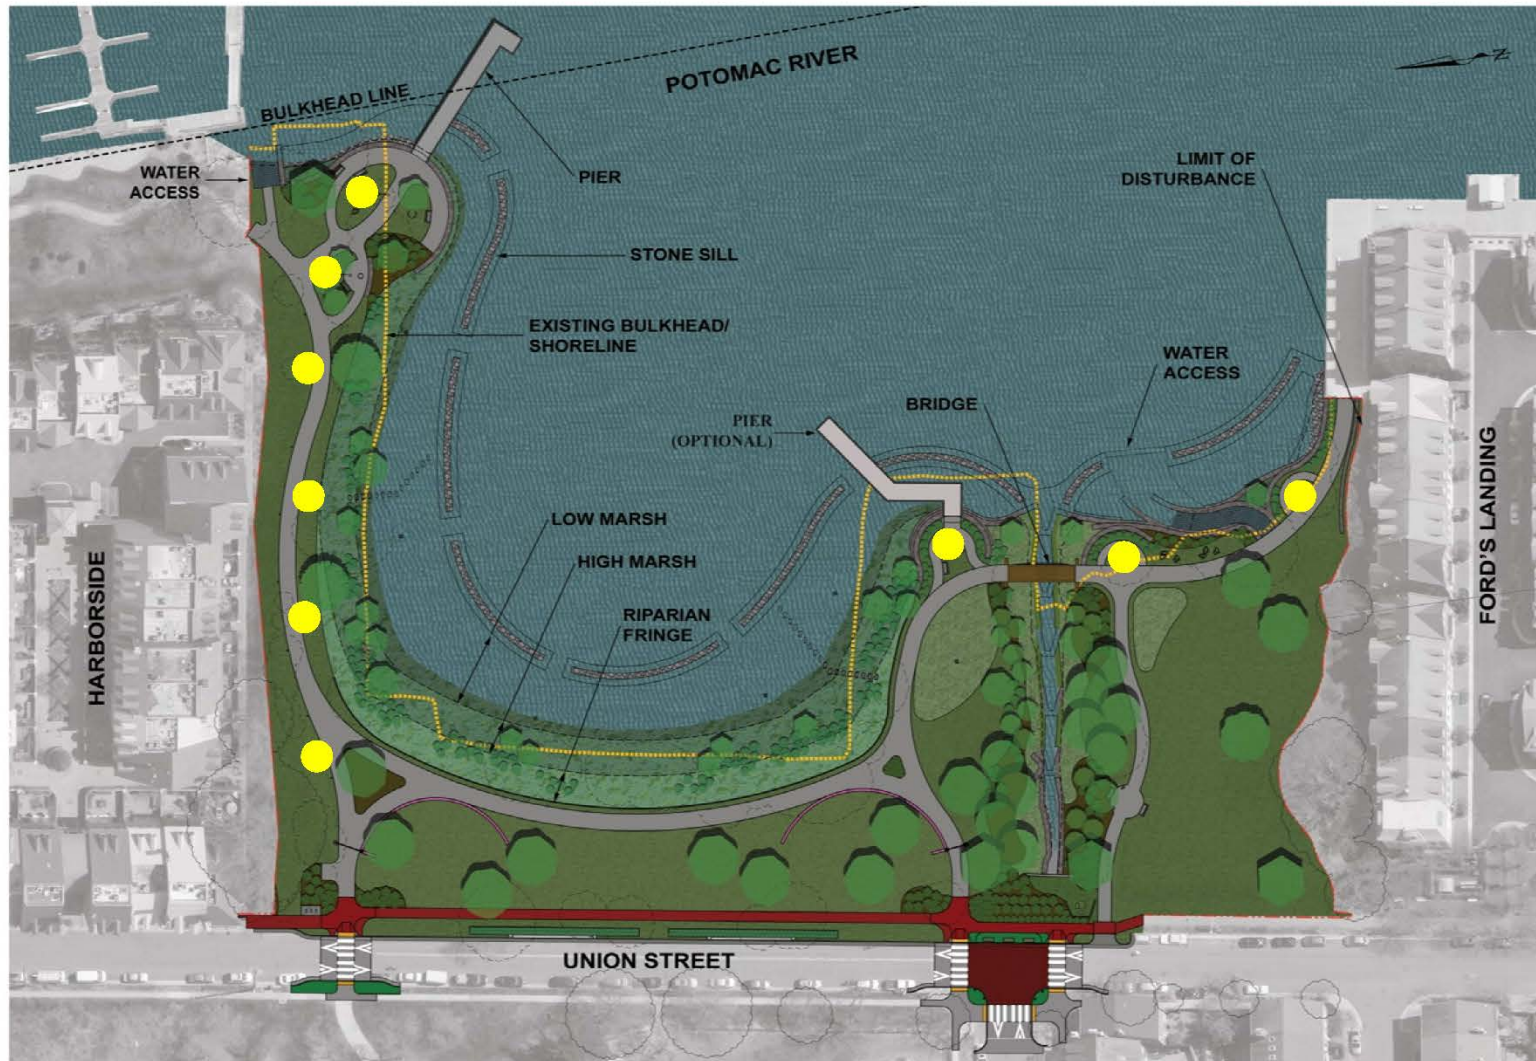 POTOMAC RIVER
N
BULKHEAD LINE
WATER
ACCESS
PIER
LIMIT OF
DISTURBANCE
STONE SILL
EXISTING BULKHEAD/
SHORELINE
WATER
ACCESS
BRIDGE
PIER
(OPTIONAL)
LOW MARSH
HIGH MARSH
RIPARIAN
FRINGE
HARBORSIDE
FORD'S LANDING
UNION STREET